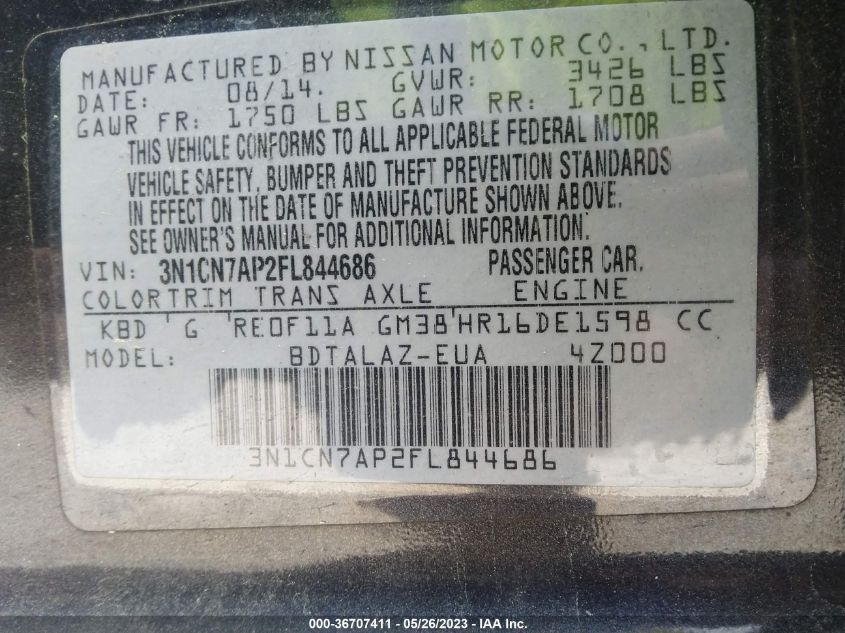 MANUFACTURED BY NISSAN MOTOR CO., LTD.
DATE: 08/14. GVWR: 3426 LBS
GAWR FR: 1750 LBS GAWR RR: 1708 LBS
THIS VEHICLE CONFORMS TO ALL APPLICABLE FEDERAL MOTOR
VEHICLE SAFETY, BUMPER AND THEFT PREVENTION STANDARDS
IN EFFECT ON THE DATE OF MANUFACTURE SHOWN ABOVE.
SEE OWNER'S MANUAL FOR ADDITIONAL INFORMATION.
VIN: 3N1CN7AP2FL844686 PASSENGER CAR.
COLORTRIM TRANS AXLE ENGINE
KBD G RE0F11A GM38 HR16DE1598 CC
MODEL: BDTALAZ-EUA 4Z000
3N1CN7AP2FL844686
000-36707411 - 05/26/2023 - IAA Inc.